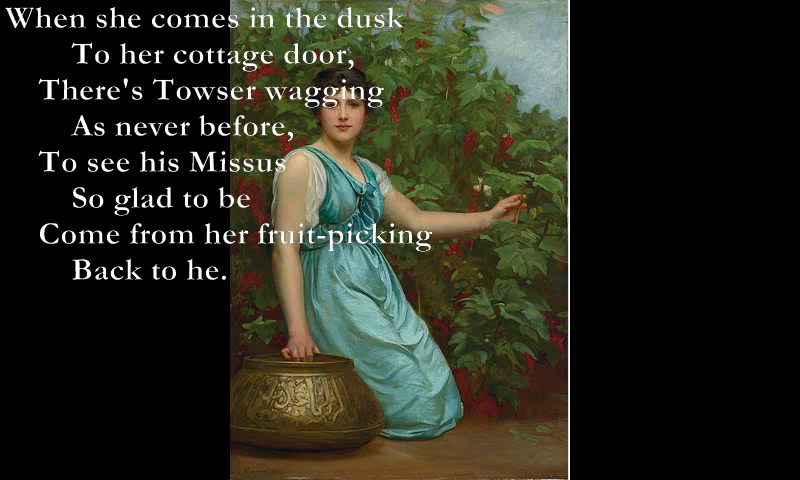 When she comes in the dusk
To her cottage door,
There's Towser wagging
As never before,
To see his Missus
So glad to be
Come from her fruit-picking
Back to he.